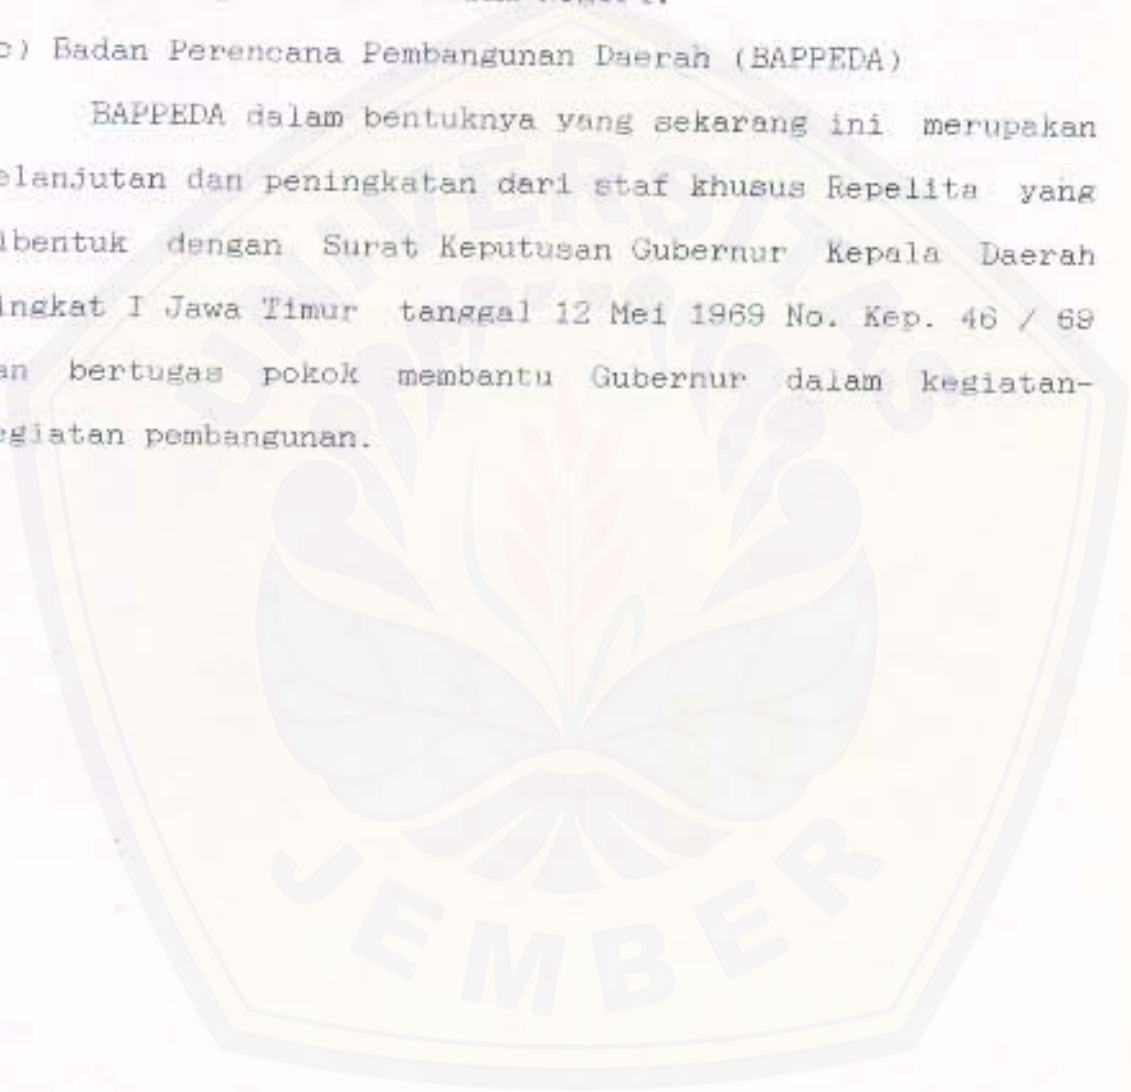 c) Badan Perencana Pembangunan Daerah (BAPPEDA)
BAPPEDA dalam bentuknya yang sekarang ini merupakan
elanjutan dan peningkatan dari staf khusus Repelita yang
ibentuk dengan Surat Keputusan Gubernur Kepala Daerah
ingkat I Jawa Timur tanggal 12 Mei 1969 No. Kep. 46 / 69
an bertugas pokok membantu Gubernur dalam kegiatan-
egiatan pembangunan.
UNIVERSITAS
JEMBER